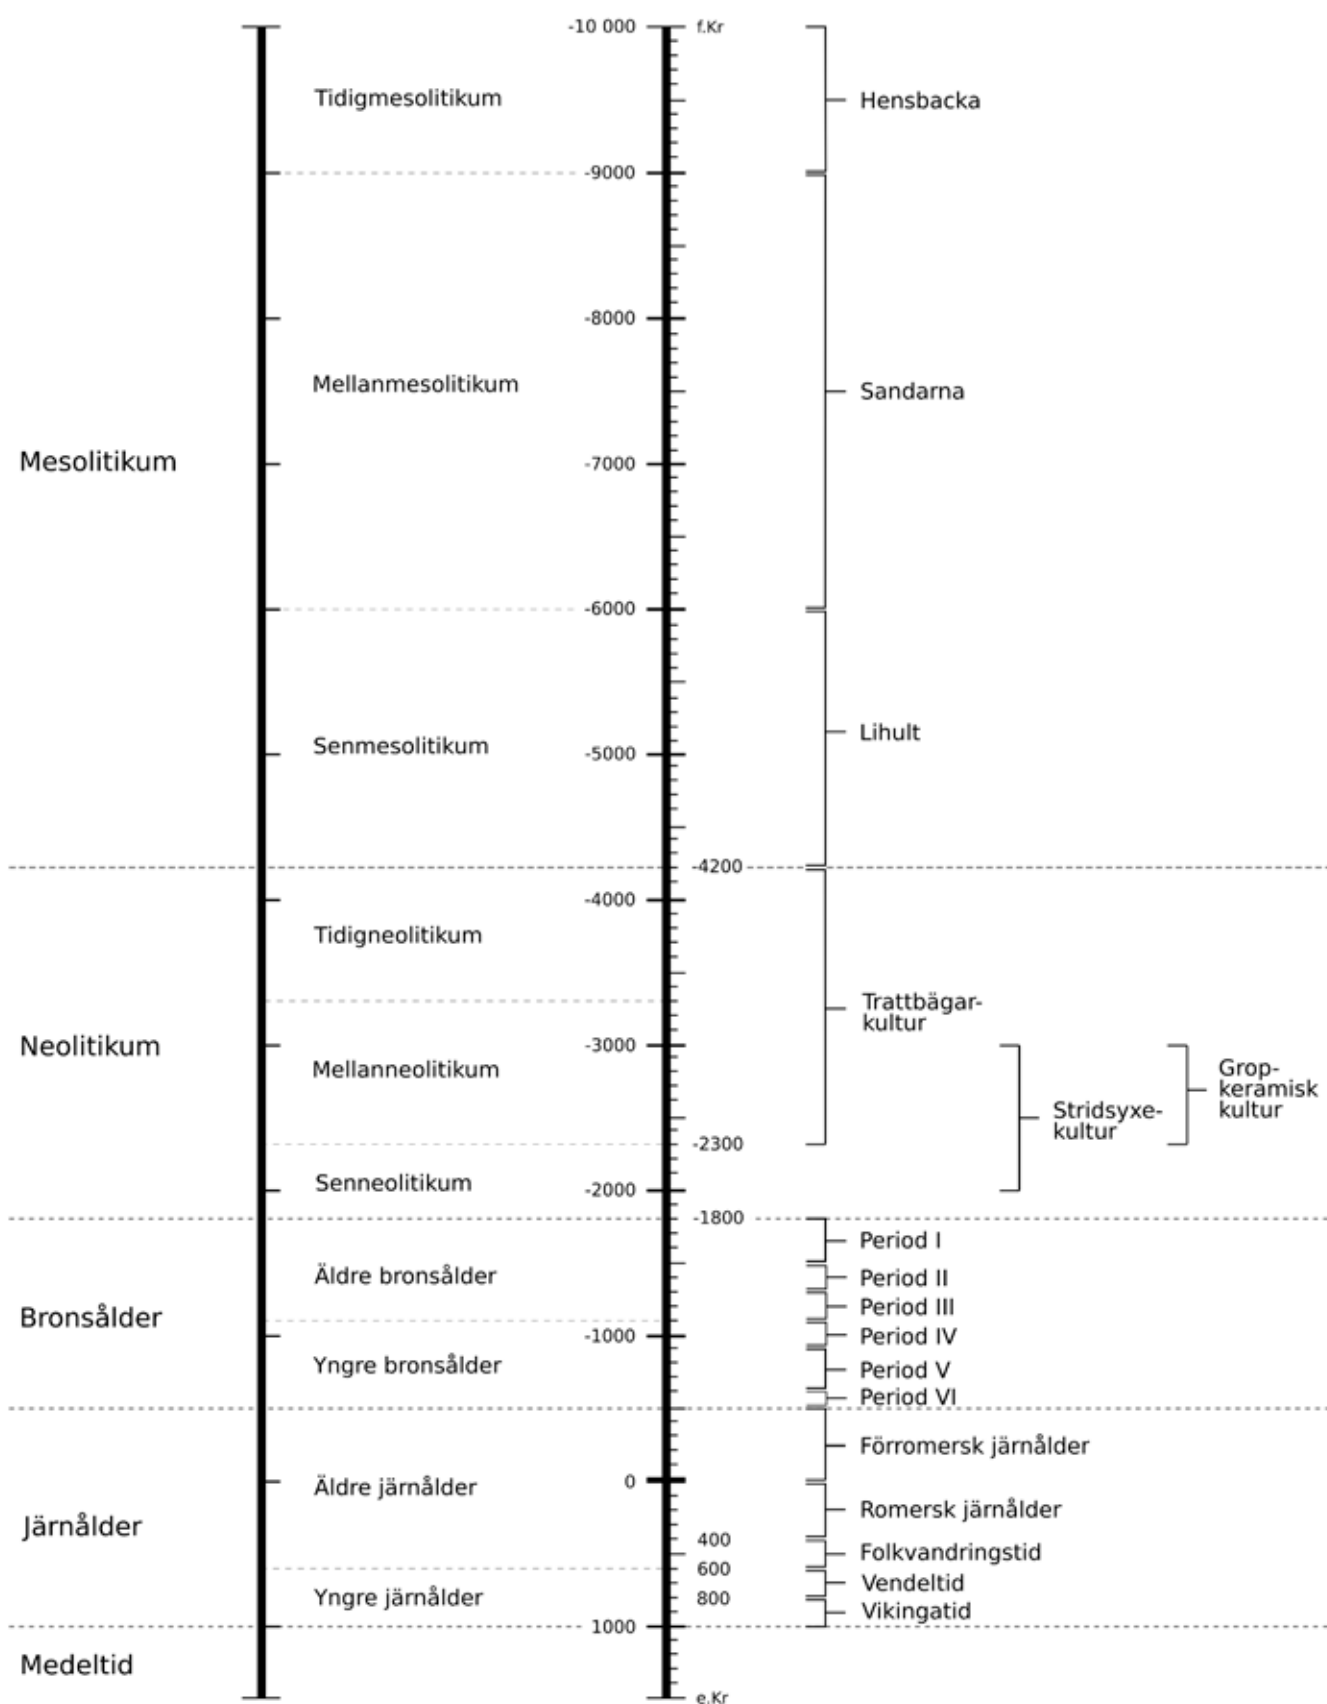 -10 000
f.Kr
Tidigmesolitikum
Hensbacka
-9000
-8000
Mellanmesolitikum
Sandarna
Mesolitikum
-7000
-6000
Lihult
Senmesolitikum
-5000
-4200
-4000
Tidigneolitikum
Trattbägar-
kultur
Neolitikum
-3000
Mellanneolitikum
Grop-
keramisk
kultur
Stridsyxe-
kultur
-2300
Senneolitikum
-2000
-1800
Period I
Äldre bronsålder
Period II
Period III
Bronsålder
-1000
Period IV
Yngre bronsålder
Period V
Period VI
Förromersk järnålder
0
Äldre järnålder
Romersk järnålder
Järnålder
400
Folkvandringstid
600
Vendeltid
Yngre järnålder
800
Vikingatid
1000
Medeltid
e.Kr